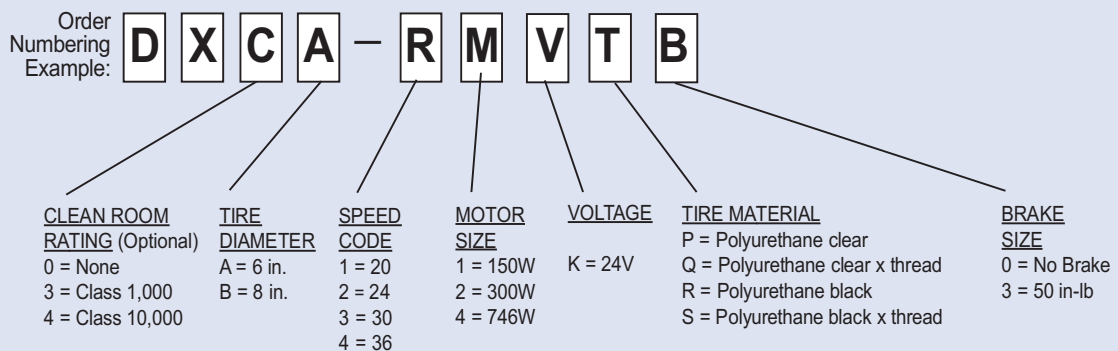 Order
Numbering
Example:
D X C A – R M V T B
CLEAN ROOM
RATING (Optional)
0 = None
3 = Class 1,000
4 = Class 10,000
TIRE
DIAMETER
A = 6 in.
B = 8 in.
SPEED
CODE
1 = 20
2 = 24
3 = 30
4 = 36
MOTOR
SIZE
1 = 150W
2 = 300W
4 = 746W
VOLTAGE
K = 24V
TIRE MATERIAL
P = Polyurethane clear
Q = Polyurethane clear x thread
R = Polyurethane black
S = Polyurethane black x thread
BRAKE
SIZE
0 = No Brake
3 = 50 in-lb